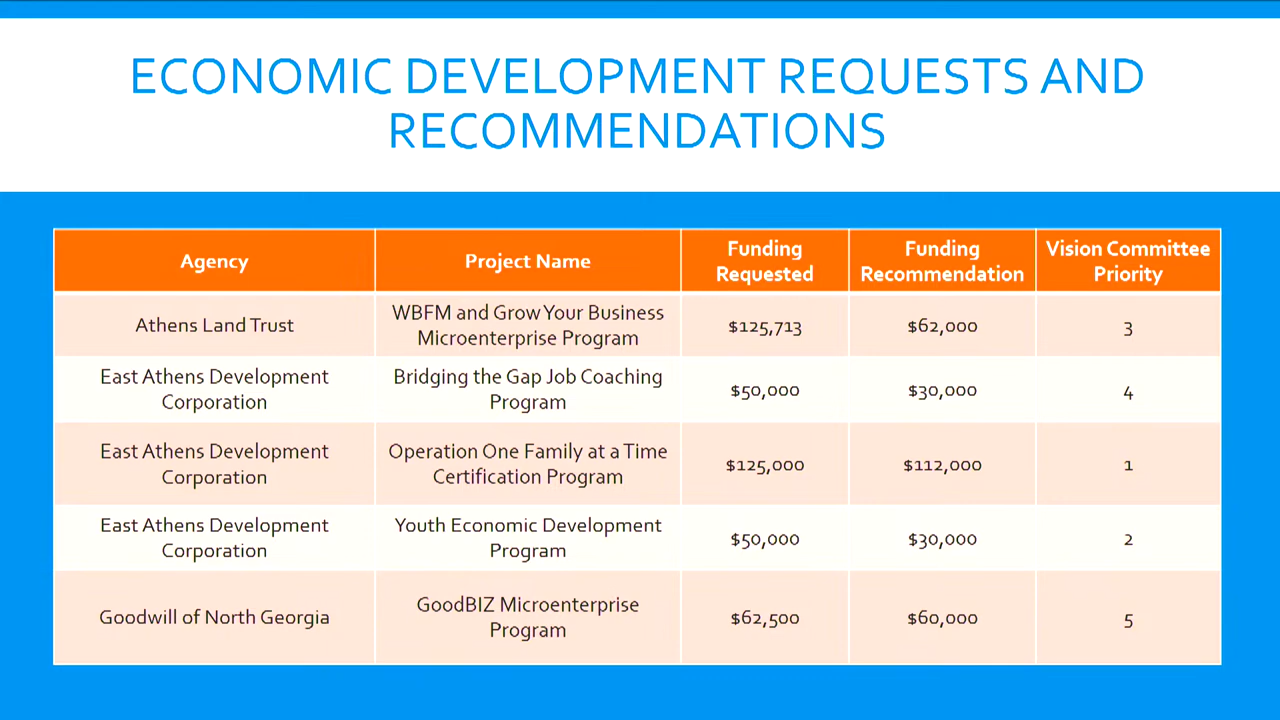 ECONOMIC DEVELOPMENT REQUESTS AND
RECOMMENDATIONS
Agency
Project Name
Funding
Requested
Funding
Recommendation
Vision Committee
Priority
Athens Land Trust
WBFM and Grow Your Business
Microenterprise Program
$125,713
$62,000
3
East Athens Development
Corporation
Bridging the Gap Job Coaching
Program
$50,000
$30,000
4
East Athens Development
Corporation
Operation One Family at a Time
Certification Program
$125,000
$112,000
1
East Athens Development
Corporation
Youth Economic Development
Program
$50,000
$30,000
2
Goodwill of North Georgia
GoodBIZ Microenterprise
Program
$62,500
$60,000
5